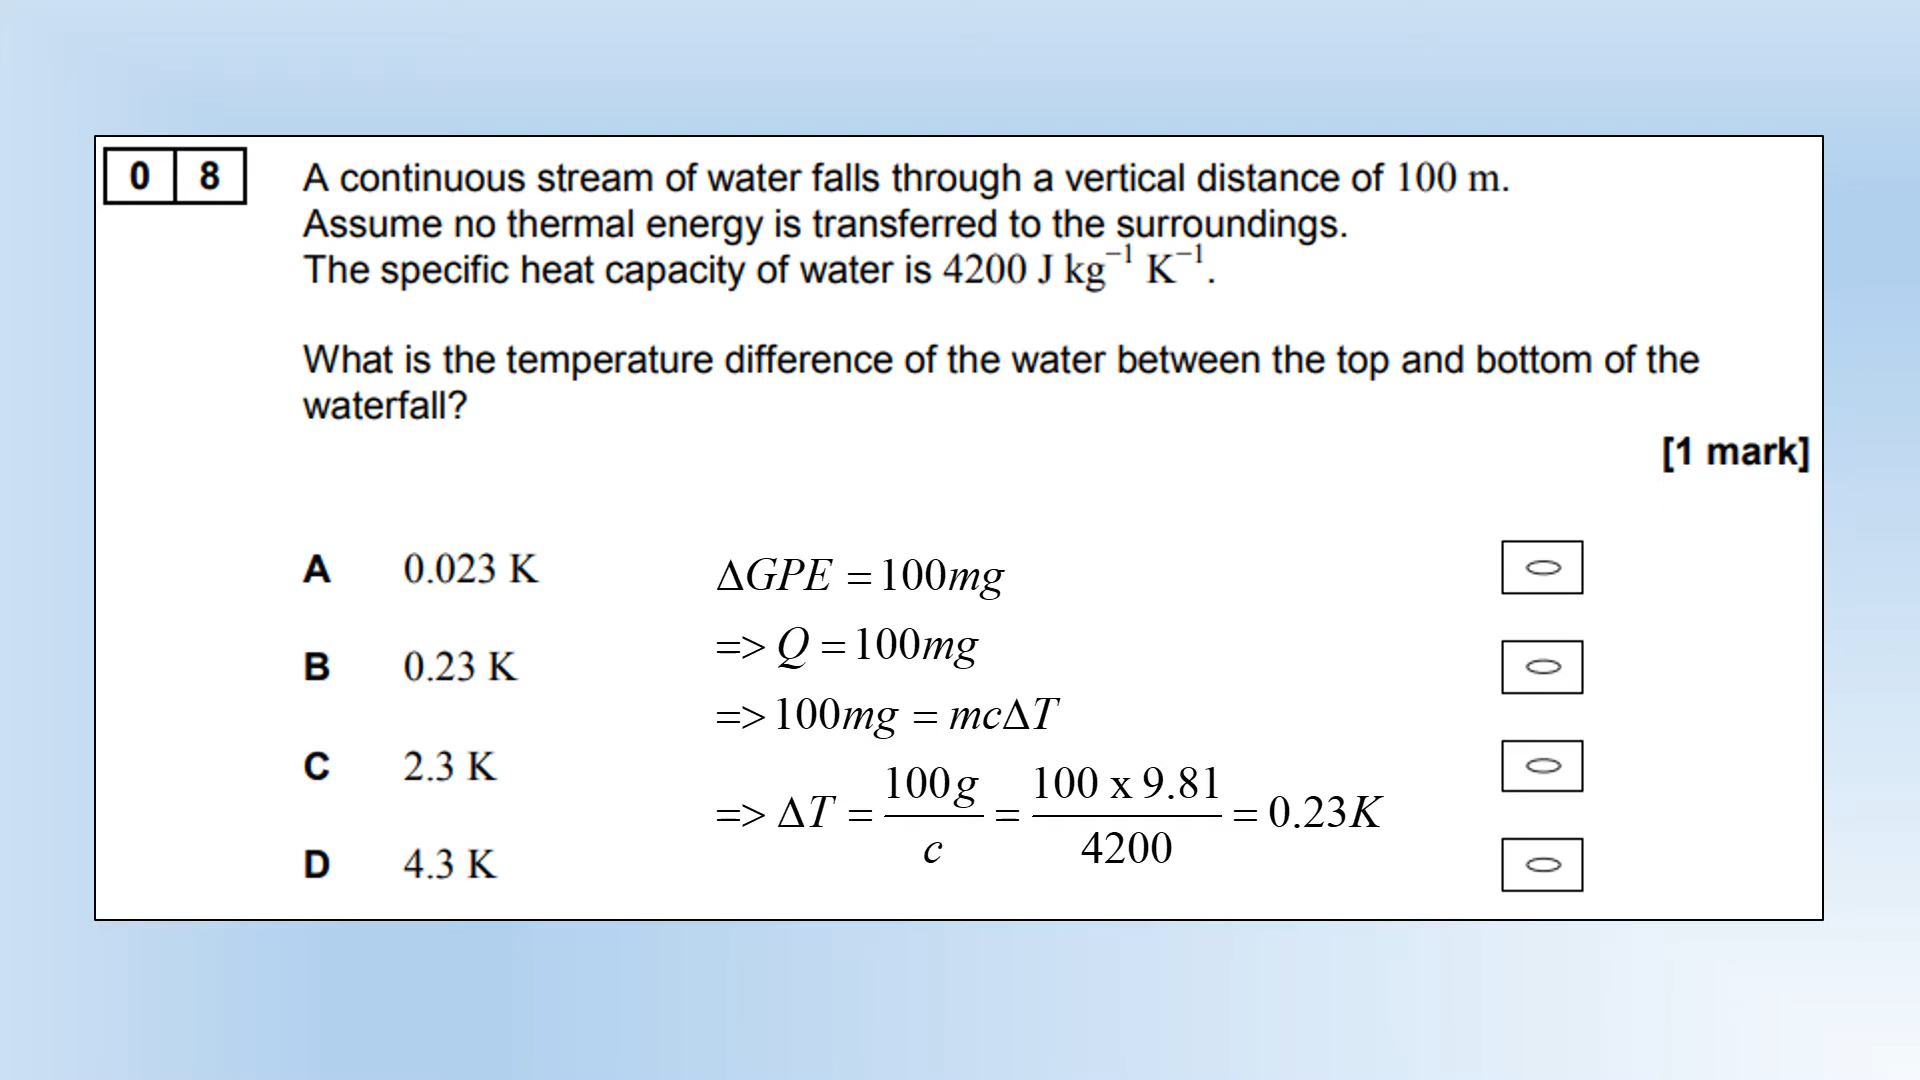 0 8
A continuous stream of water falls through a vertical distance of 100 m.
Assume no thermal energy is transferred to the surroundings.
The specific heat capacity of water is 4200 J kg⁻¹ K⁻¹.
What is the temperature difference of the water between the top and bottom of the
waterfall?
[1 mark]
A 0.023 K
B 0.23 K
C 2.3 K
D 4.3 K
ΔGPE = 100mg
=> Q = 100mg
=> 100mg = mcΔT
=> ΔT = 100g/c = 100 x 9.81/4200 = 0.23K